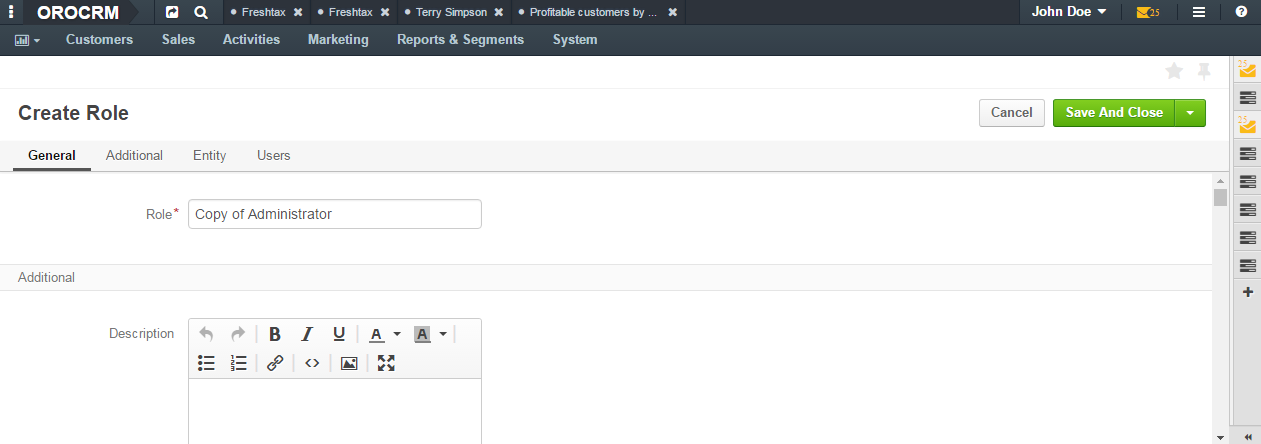 OROCRM Freshtax Freshtax Terry Simpson Profitable customers by ... John Doe 25
Customers Sales Activities Marketing Reports & Segments System
25
Create Role Cancel Save And Close
25
General Additional Entity Users
Role* Copy of Administrator
Additional
Description B I U A A